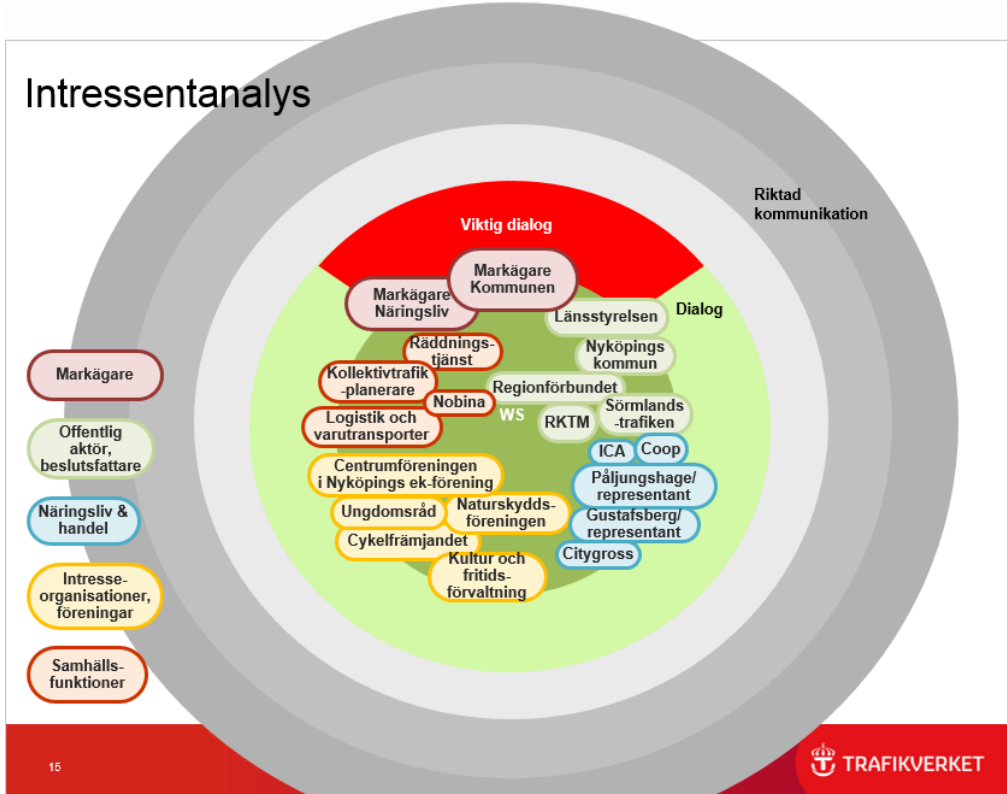 Intressentanalys
Riktad
kommunikation
Viktig dialog
Markägare
Kommunen
Markägare
Näringsliv
Länsstyrelsen
Dialog
Räddnings-
tjänst
Nyköpings
kommun
Kollektivtrafik
-planerare
Regionförbundet
Nobina
WS
RKTM
Sörmlands
-trafiken
Logistik och
varutransporter
ICA
Coop
Centrumföreningen
i Nyköpings ek-förening
Påljungshage/
representant
Ungdomsråd
Naturskydds-
föreningen
Gustafsberg/
representant
Cykelfrämjandet
Citygross
Kultur och
fritids-
förvaltning
Markägare
Offentlig
aktör,
beslutsfattare
Näringsliv &
handel
Intresse-
organisationer,
föreningar
Samhälls-
funktioner
15
TRAFIKVERKET